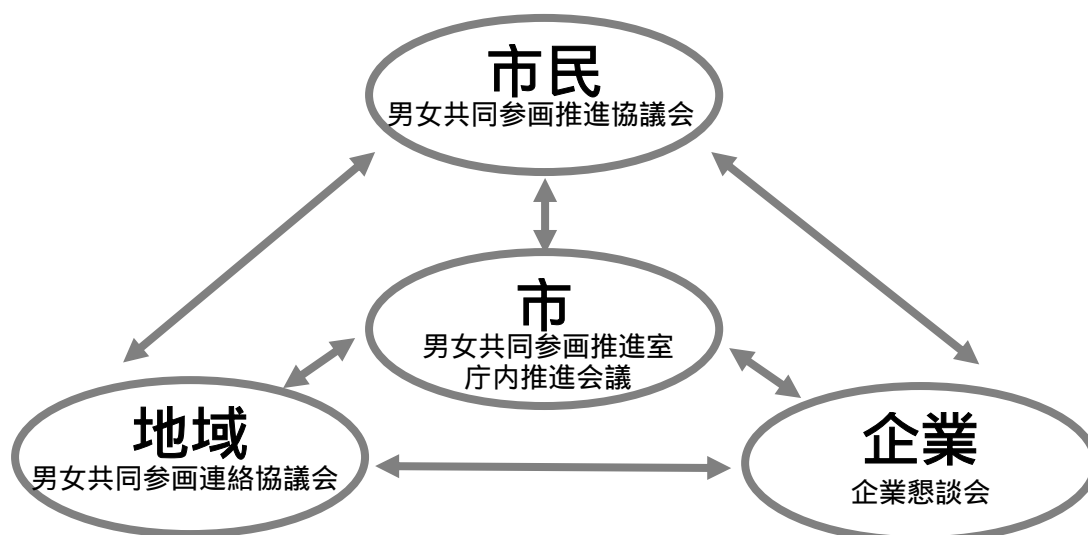 市民
男女共同参画推進協議会
市
男女共同参画推進室
庁内推進会議
地域
男女共同参画連絡協議会
企業
企業懇談会